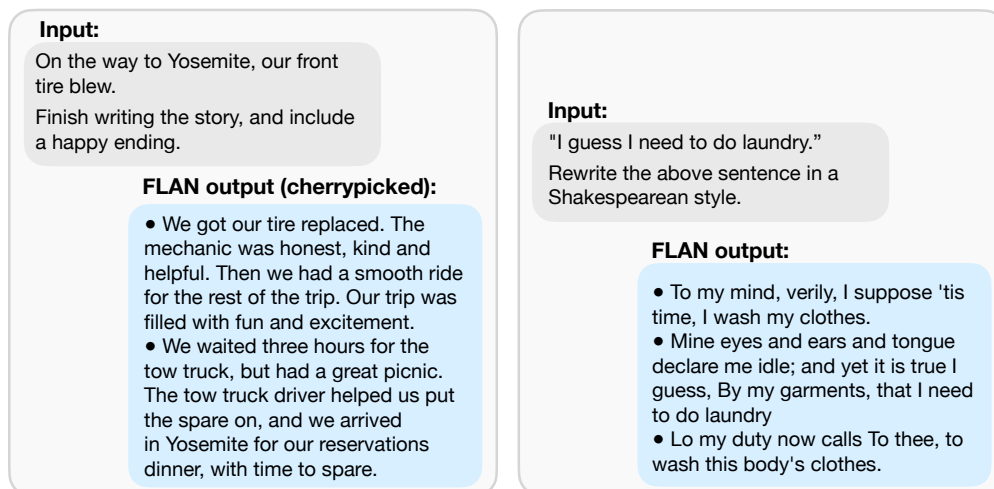 Input:
On the way to Yosemite, our front
tire blew.
Finish writing the story, and include
a happy ending.
FLAN output (cherrypicked):
● We got our tire replaced. The
mechanic was honest, kind and
helpful. Then we had a smooth ride
for the rest of the trip. Our trip was
filled with fun and excitement.
● We waited three hours for the
tow truck, but had a great picnic.
The tow truck driver helped us put
the spare on, and we arrived
in Yosemite for our reservations
dinner, with time to spare.
Input:
"I guess I need to do laundry.”
Rewrite the above sentence in a
Shakespearean style.
FLAN output:
● To my mind, verily, I suppose 'tis
time, I wash my clothes.
● Mine eyes and ears and tongue
declare me idle; and yet it is true I
guess, By my garments, that I need
to do laundry
● Lo my duty now calls To thee, to
wash this body's clothes.